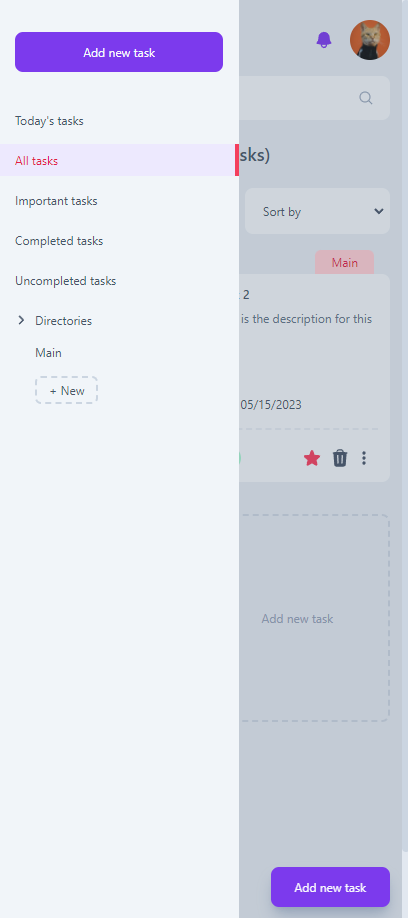 Add new task
Today's tasks
All tasks
Important tasks
Completed tasks
Uncompleted tasks
Directories
Main
+ New
sks)
Sort by
Main
2
is the description for this
05/15/2023
Add new task
Add new task